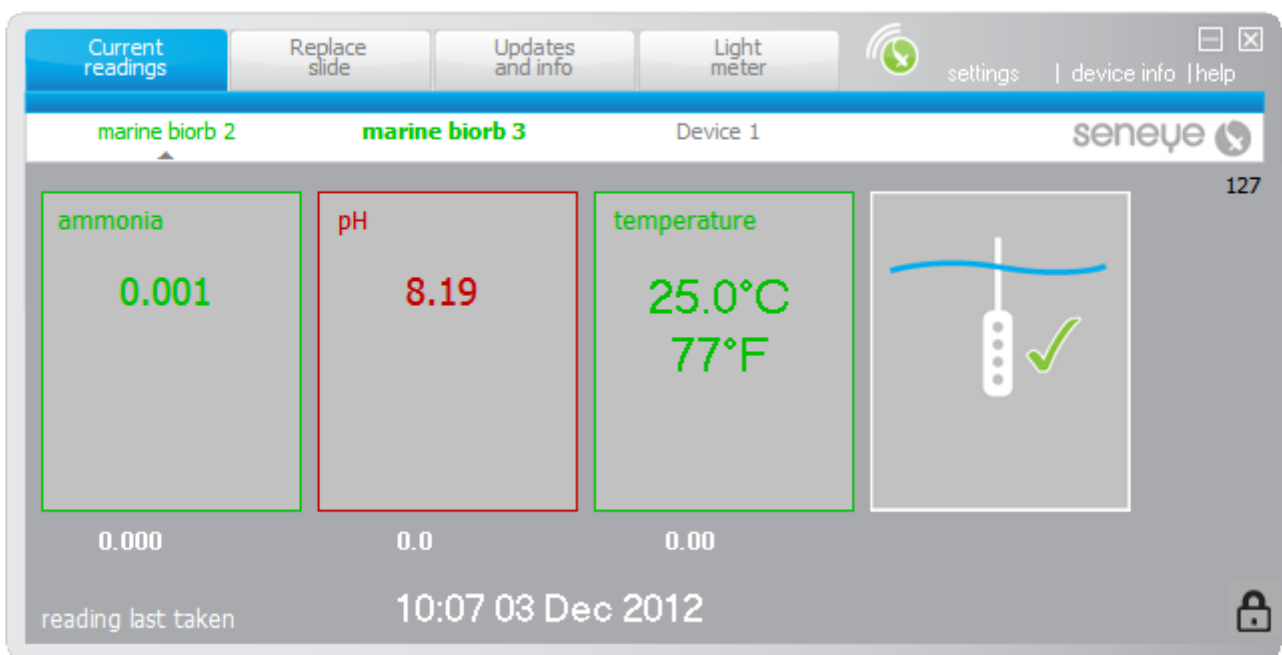 Current readings
Replace slide
Updates and info
Light meter
settings | device info | help
marine biorb 2
marine biorb 3
Device 1
seneye
127
ammonia
0.001
pH
8.19
temperature
25.0°C
77°F
0.000
0.0
0.00
reading last taken
10:07 03 Dec 2012